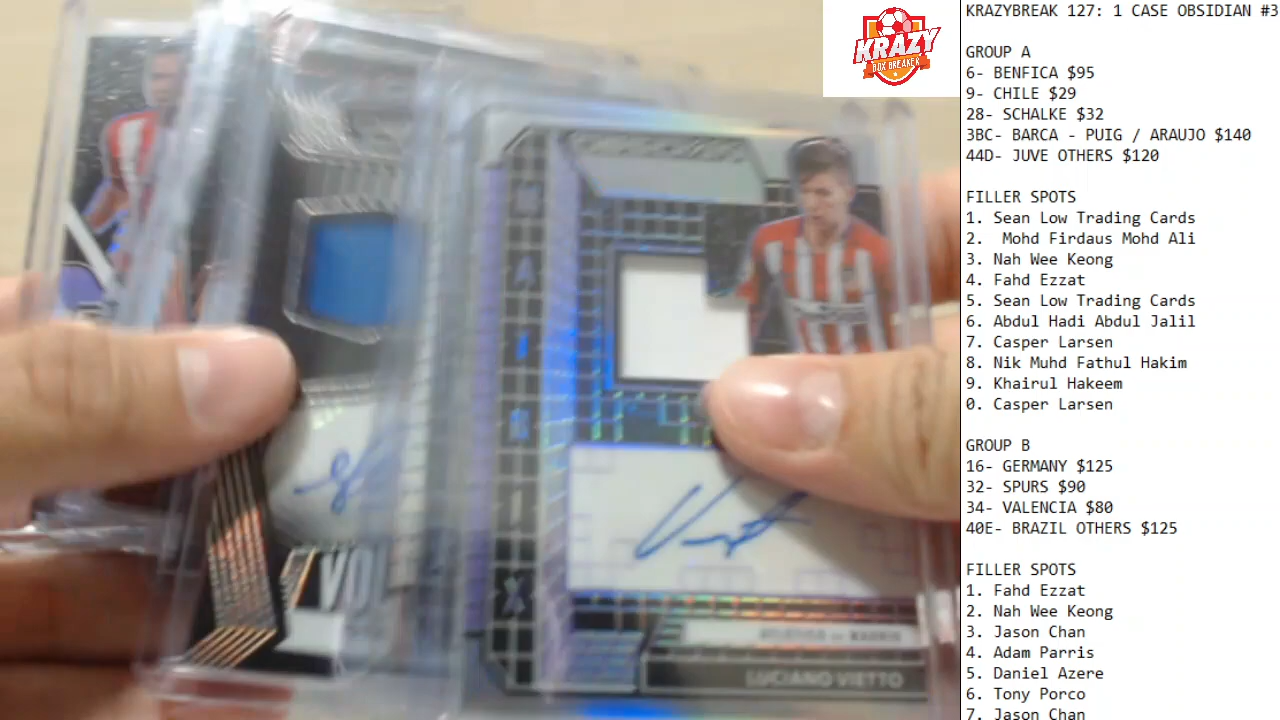 KRAZY
BOX BREAKER
MATRIX
ATLETICO DE MADRID
LUCIANO VIETTO
VOL
KRAZYBREAK 127: 1 CASE OBSIDIAN #3
GROUP A
6- BENFICA $95
9- CHILE $29
28- SCHALKE $32
3BC- BARCA - PUIG / ARAUJO $140
44D- JUVE OTHERS $120
FILLER SPOTS
1. Sean Low Trading Cards
2.  Mohd Firdaus Mohd Ali
3. Nah Wee Keong
4. Fahd Ezzat
5. Sean Low Trading Cards
6. Abdul Hadi Abdul Jalil
7. Casper Larsen
8. Nik Muhd Fathul Hakim
9. Khairul Hakeem
0. Casper Larsen
GROUP B
16- GERMANY $125
32- SPURS $90
34- VALENCIA $80
40E- BRAZIL OTHERS $125
FILLER SPOTS
1. Fahd Ezzat
2. Nah Wee Keong
3. Jason Chan
4. Adam Parris
5. Daniel Azere
6. Tony Porco
7. Jason Chan